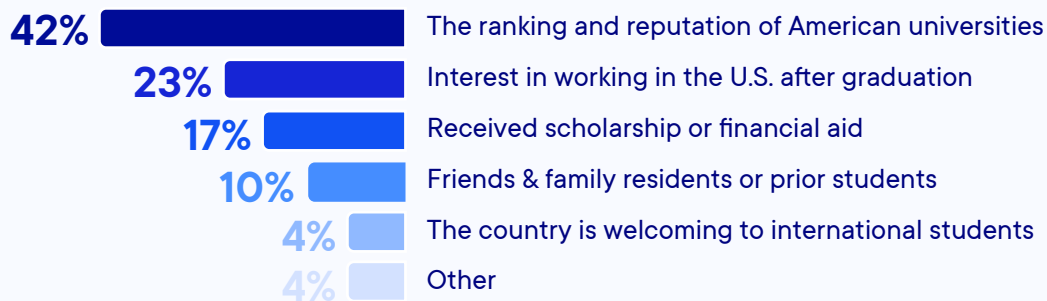 42% The ranking and reputation of American universities
23% Interest in working in the U.S. after graduation
17% Received scholarship or financial aid
10% Friends & family residents or prior students
4% The country is welcoming to international students
4% Other